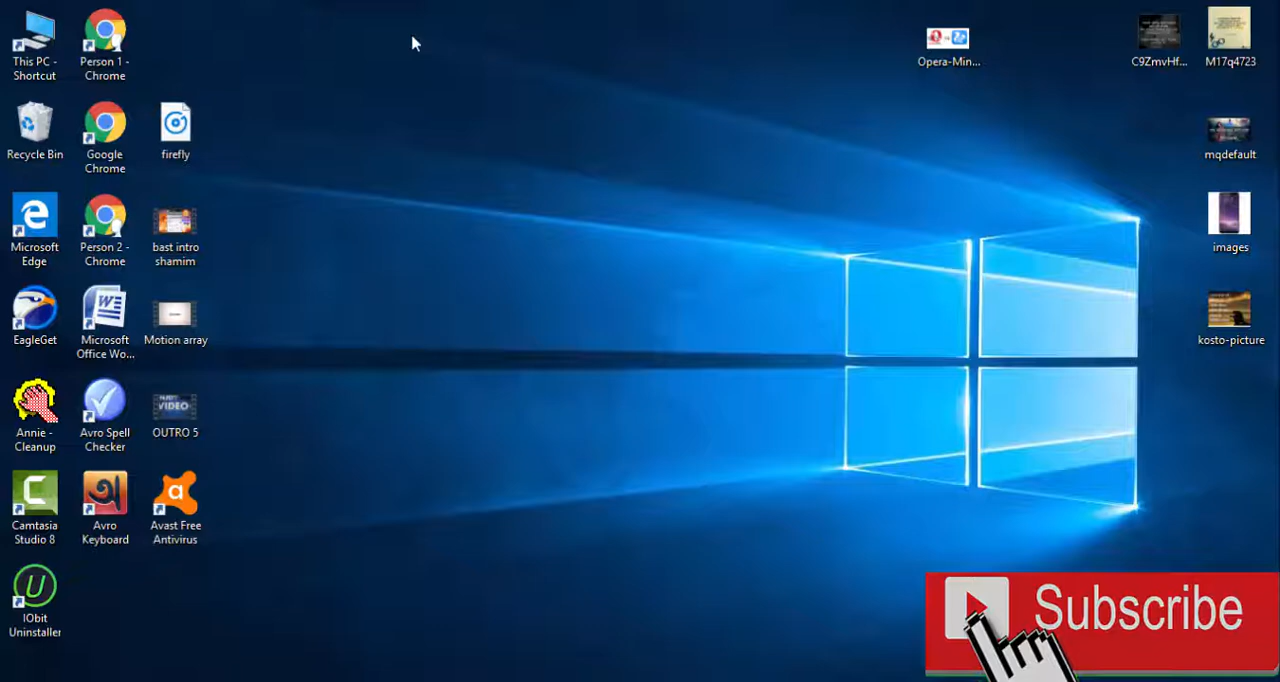 This PC -
Shortcut
Person 1 -
Chrome
Opera-Min...
C9ZmvHf...
M17q4723
Recycle Bin
Google
Chrome
firefly
mqdefault
Microsoft
Edge
Person 2 -
Chrome
bast intro
shamim
images
EagleGet
Microsoft
Office Wo...
Motion array
kosto-picture
Annie -
Cleanup
Avro Spell
Checker
VIDEO
OUTRO 5
Camtasia
Studio 8
Avro
Keyboard
Avast Free
Antivirus
IObit
Uninstaller
Subscribe